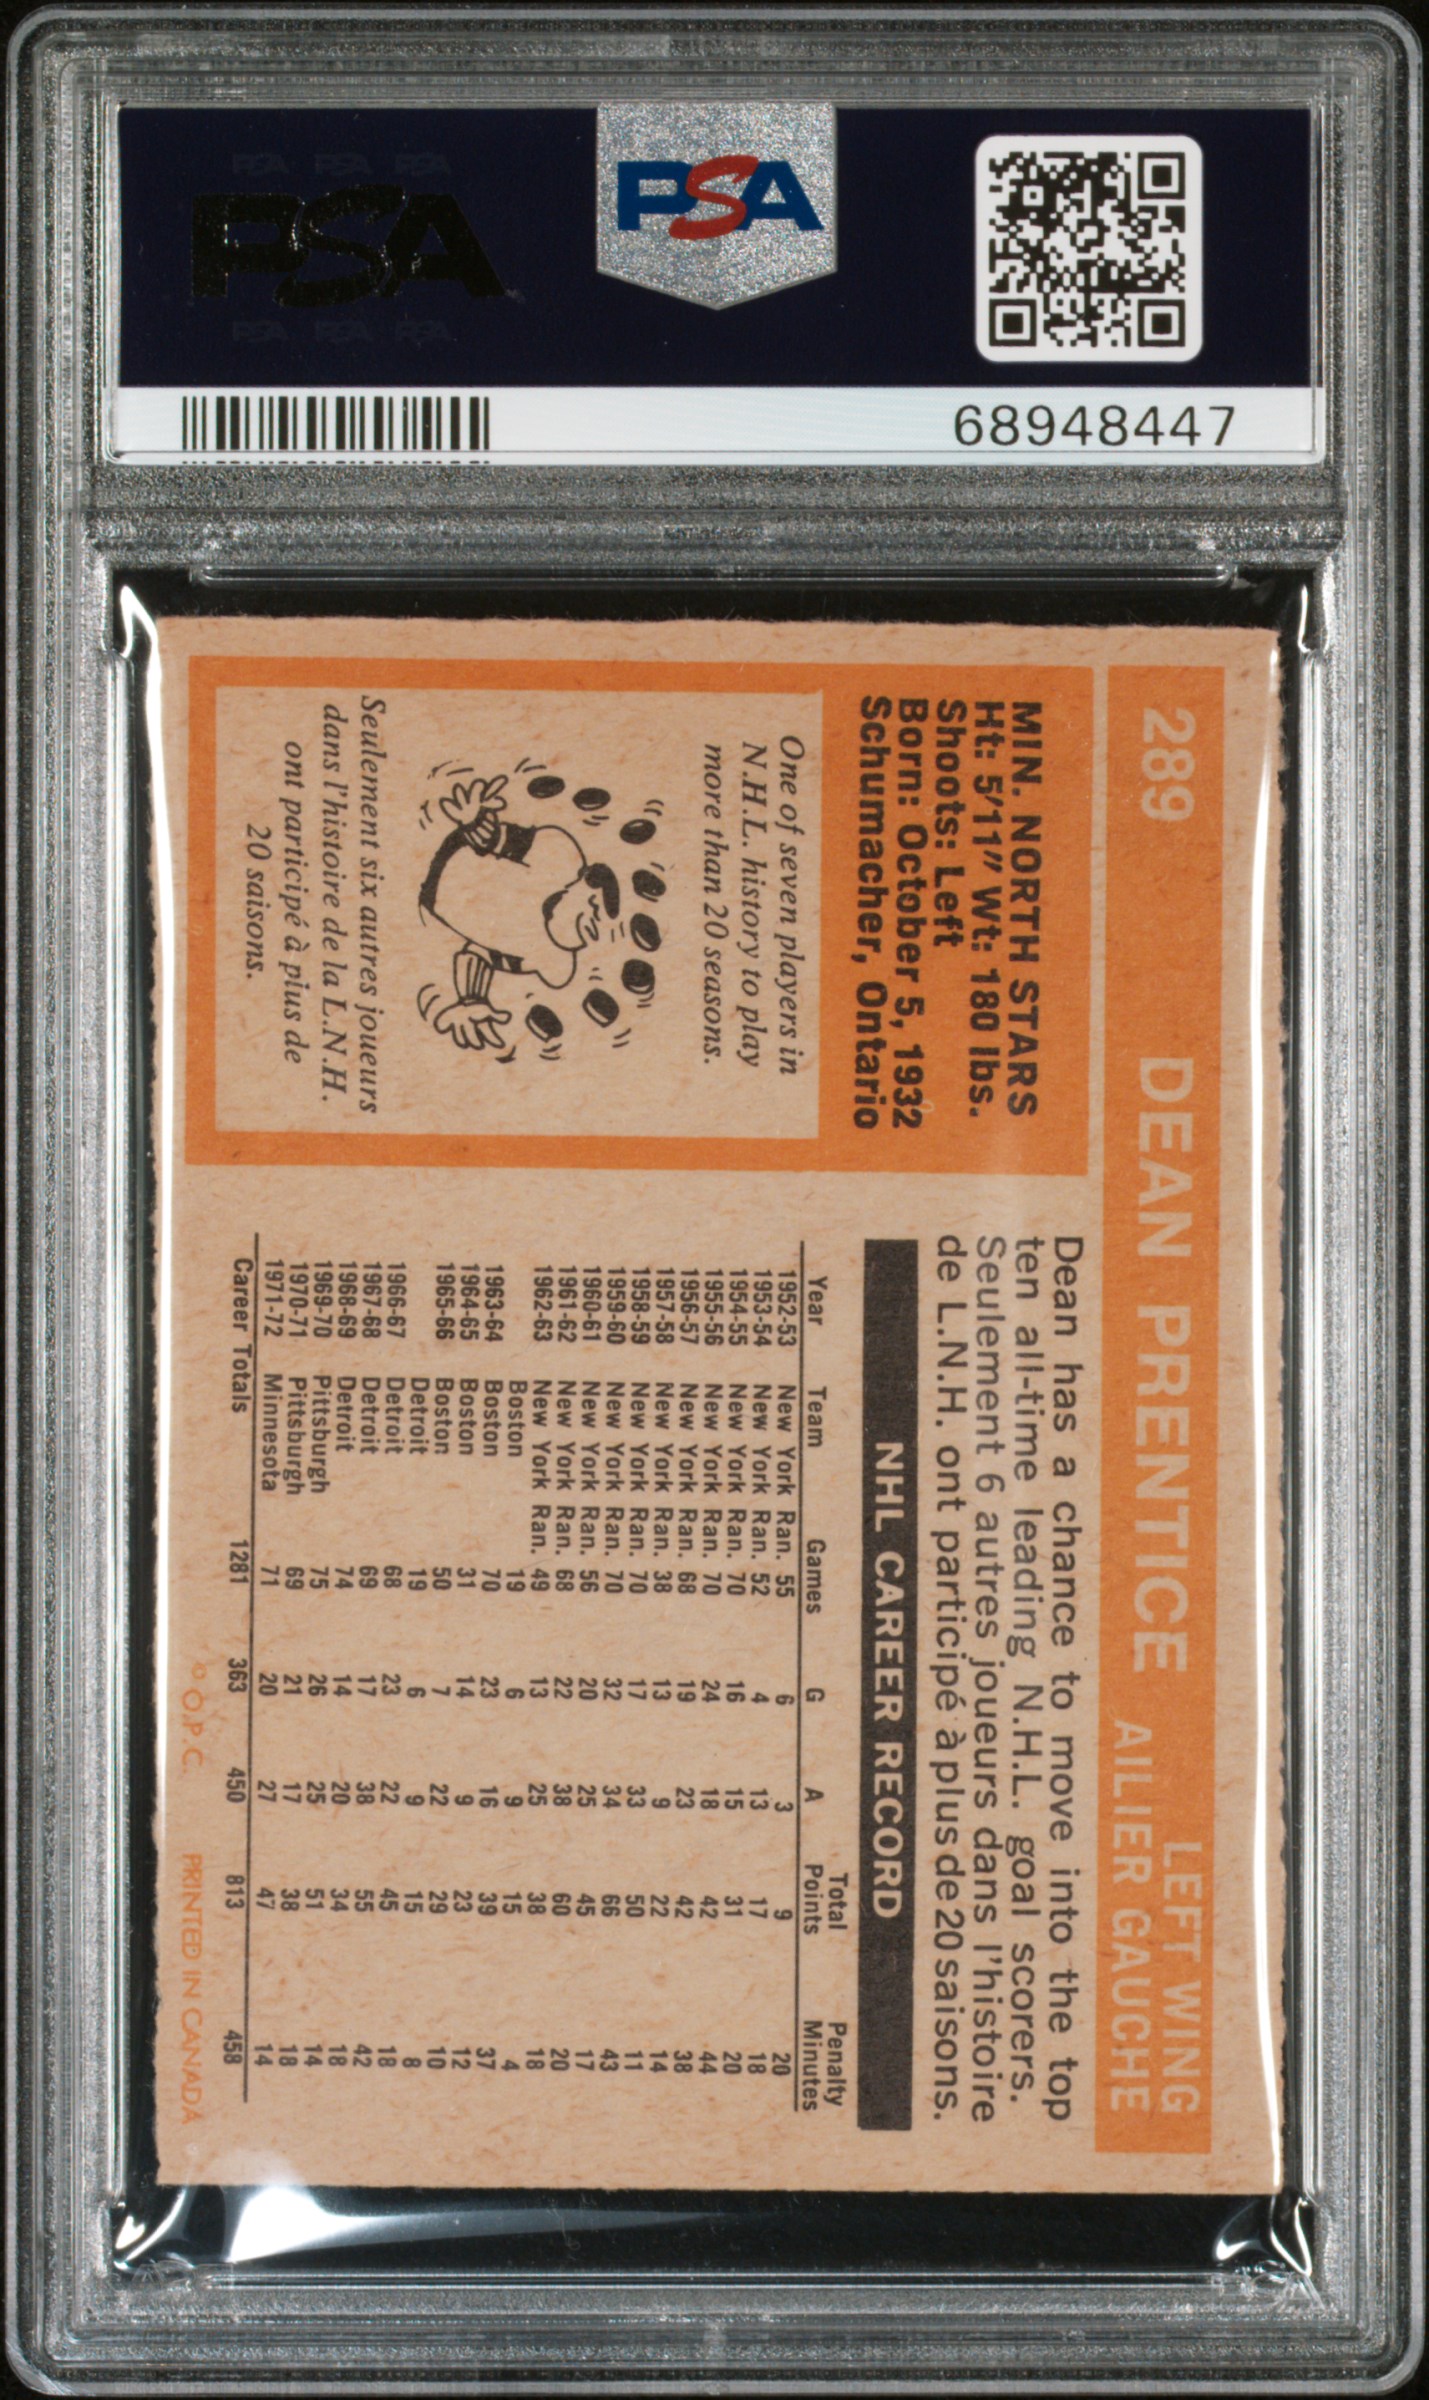 PSA PSA PSA
PSA
PSA PSA PSA
PSA
68948447
289 DEAN PRENTICE LEFT WING
AILIER GAUCHE
MIN. NORTH STARS
Ht: 5'11" Wt: 180 lbs.
Shoots: Left
Born: October 5, 1932
Schumacher, Ontario
One of seven players in
N.H.L. history to play
more than 20 seasons.
Seulement six autres joueurs
dans l'histoire de la L.N.H.
ont participé à plus de
20 saisons.
Dean has a chance to move into the top
ten all-time leading N.H.L. goal scorers.
Seulement 6 autres joueurs dans l'histoire
de L.N.H. ont participé à plus de 20 saisons.
NHL CAREER RECORD
Year Team Games G A Total Points Penalty Minutes
1952-53 New York Ran. 55 6 3 9 20
1953-54 New York Ran. 52 4 13 17 18
1954-55 New York Ran. 70 16 15 31 20
1955-56 New York Ran. 70 24 18 42 44
1956-57 New York Ran. 68 19 23 42 38
1957-58 New York Ran. 38 13 9 22 14
1958-59 New York Ran. 70 17 33 50 11
1959-60 New York Ran. 70 32 34 66 43
1960-61 New York Ran. 56 20 25 45 17
1961-62 New York Ran. 68 22 38 60 20
1962-63 New York Ran. 49 13 25 38 18
Boston 19 6 9 15 4
1963-64 Boston 70 23 16 39 37
1964-65 Boston 31 14 9 23 12
1965-66 Boston 50 7 22 29 10
Detroit 19 6 9 15 8
1966-67 Detroit 68 23 22 45 18
1967-68 Detroit 69 17 38 55 42
1968-69 Detroit 74 14 20 34 18
1969-70 Pittsburgh 75 26 25 51 14
1970-71 Pittsburgh 69 21 17 38 18
1971-72 Minnesota 71 20 27 47 14
Career Totals 1281 363 450 813 458
© O.P.C. PRINTED IN CANADA